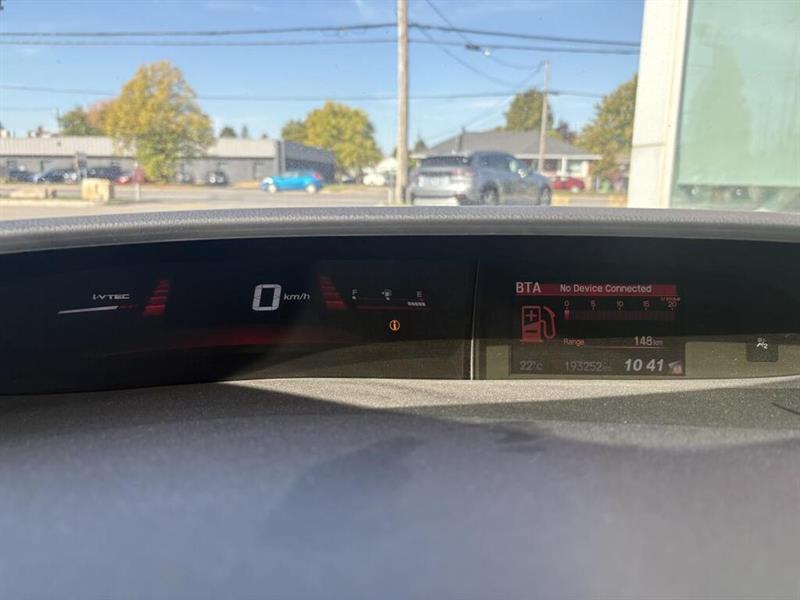 i-VTEC
0 km/h
F E
BTA No Device Connected
0 5 10 15 20
L/100km
Range 148 km
22°C 193252 km 10:41